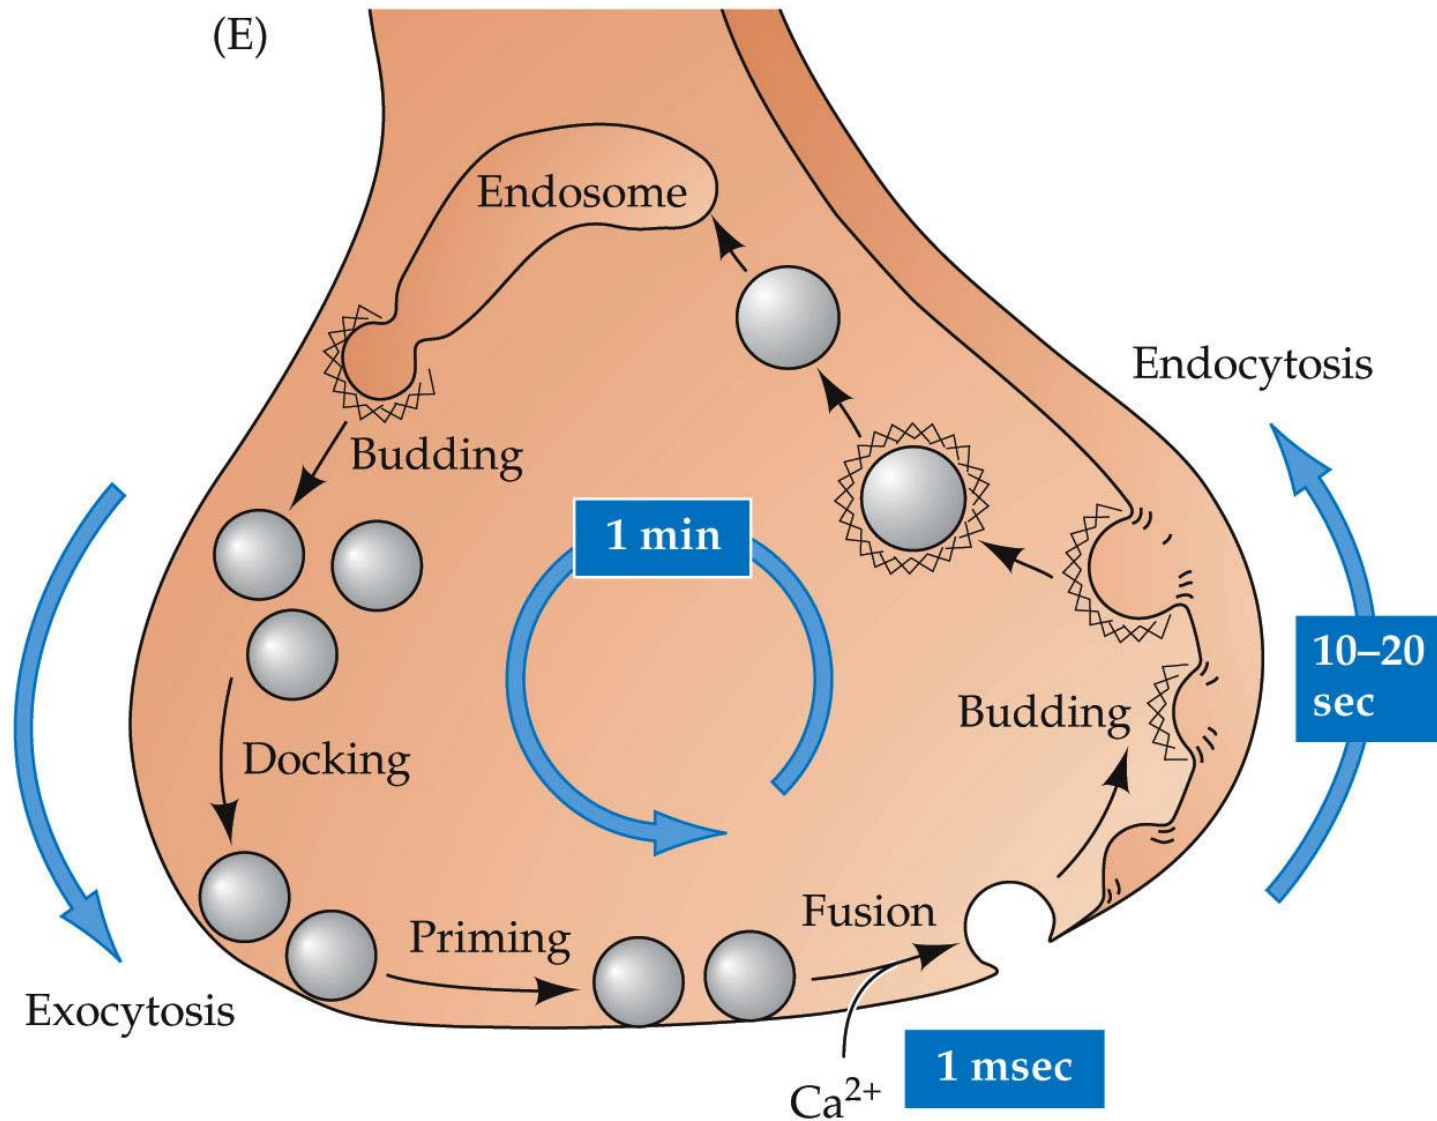 (E)
Endosome
Endocytosis
Budding
1 min
10–20
sec
Budding
Docking
Fusion
Priming
Exocytosis
1 msec
Ca²⁺